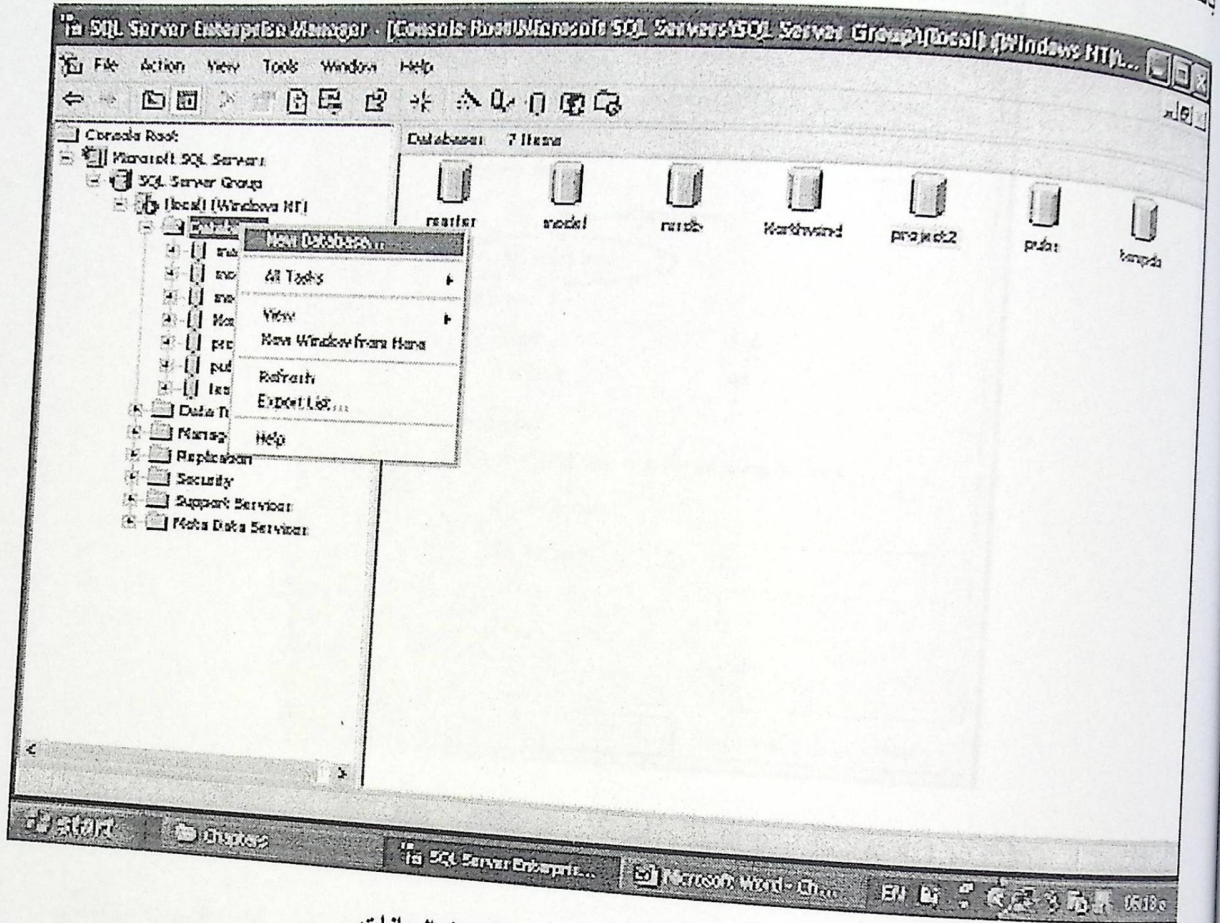 SQL Server Enterprise Manager - [Console Root\Microsoft SQL Servers\SQL Server Group\(local) (Windows NT)\...
File Action View Tools Window Help
Console Root
Microsoft SQL Servers
SQL Server Group
(local) (Windows NT)
Replication
Security
Support Services
Meta Data Services
New Database...
All Tasks
View
New Window from Here
Refresh
Export List...
Help
Databases 7 Items
master
model
msdb
Northwind
project2
pubs
tempdb
start
Chapters
SQL Server Enterpris...
Microsoft Word - Ch...
EN